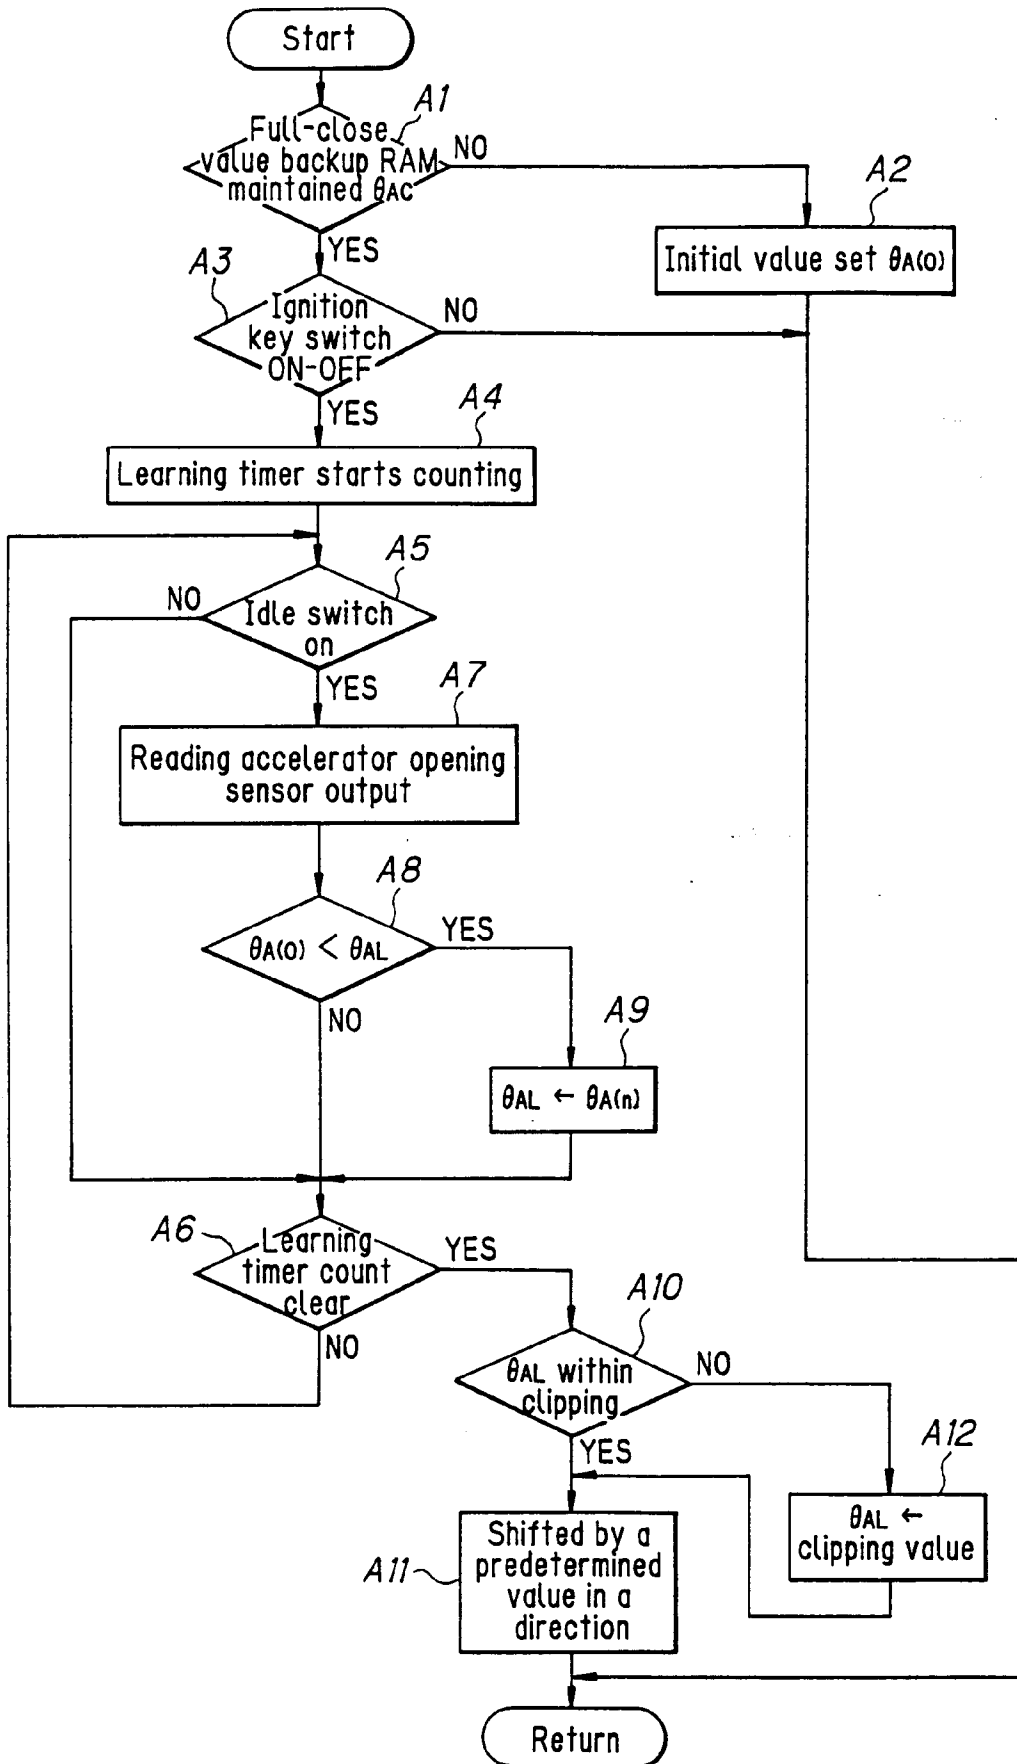 Start
A1
Full-close
value backup RAM
maintained θAC
NO
YES
A2
Initial value set θA(0)
A3
Ignition
key switch
ON-OFF
NO
YES
A4
Learning timer starts counting
A5
NO
Idle switch
on
YES
A7
Reading accelerator opening
sensor output
A8
θA(0) < θAL
YES
NO
A9
θAL ← θA(n)
A6
Learning
timer count
clear
YES
NO
A10
θAL within
clipping
NO
YES
A12
θAL ←
clipping value
A11
Shifted by a
predetermined
value in a
direction
Return